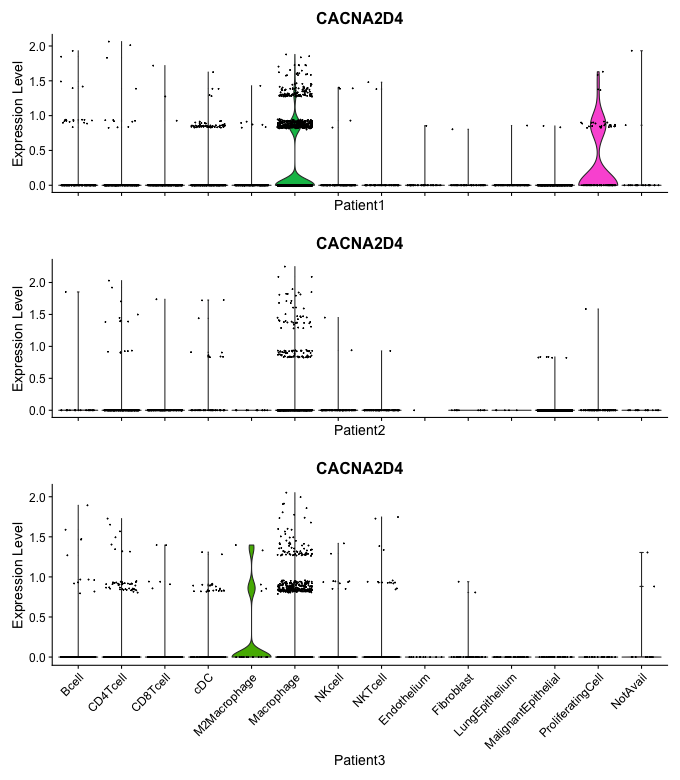 CACNA2D4
Expression Level
2.0
1.5
1.0
0.5
0.0
Patient1
CACNA2D4
Expression Level
2.0
1.5
1.0
0.5
0.0
Patient2
CACNA2D4
Expression Level
2.0
1.5
1.0
0.5
0.0
Bcell
CD4Tcell
CD8Tcell
cDC
M2Macrophage
Macrophage
NKcell
NKTcell
Endothelium
Fibroblast
LungEpithelium
MalignantEpithelial
ProliferatingCell
NotAvail
Patient3